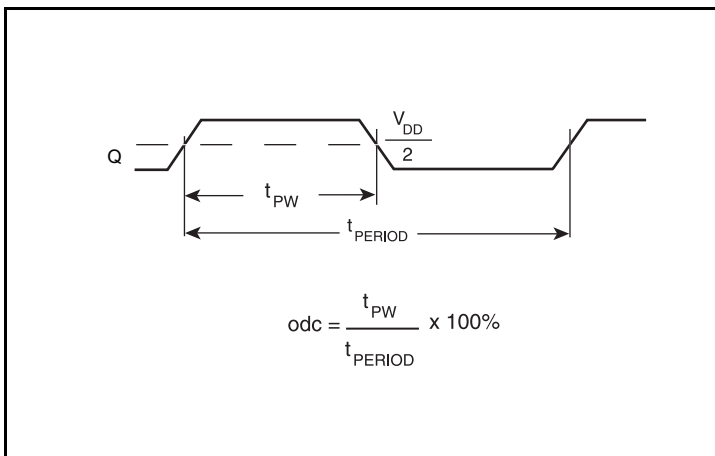 Q
V_DD
2
t_PW
t_PERIOD
odc = t_PW / t_PERIOD x 100%